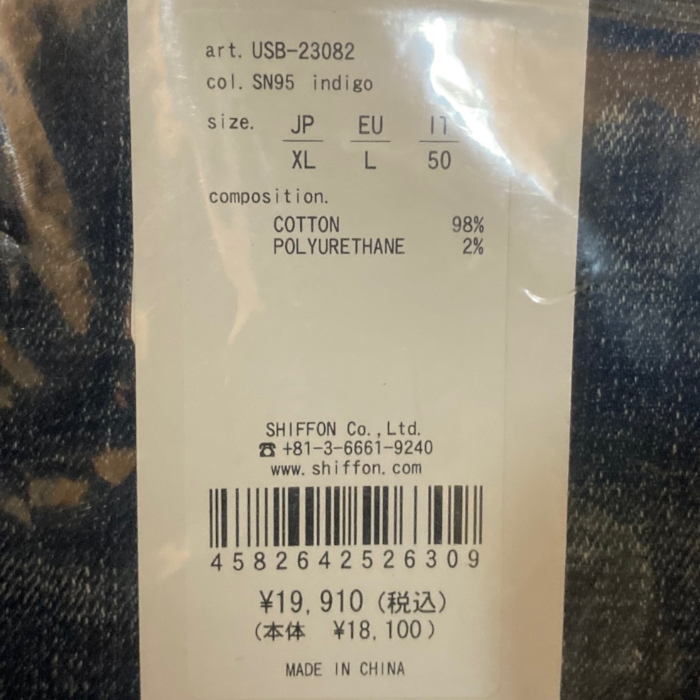 art. USB-23082
col. SN95 indigo
size. JP EU IT
XL L 50
composition.
COTTON 98%
POLYURETHANE 2%
SHIFFON Co.,Ltd.
☎ +81-3-6661-9240
www.shiffon.com
4582642526309
¥19,910 (税込)
(本体 ¥18,100)
MADE IN CHINA